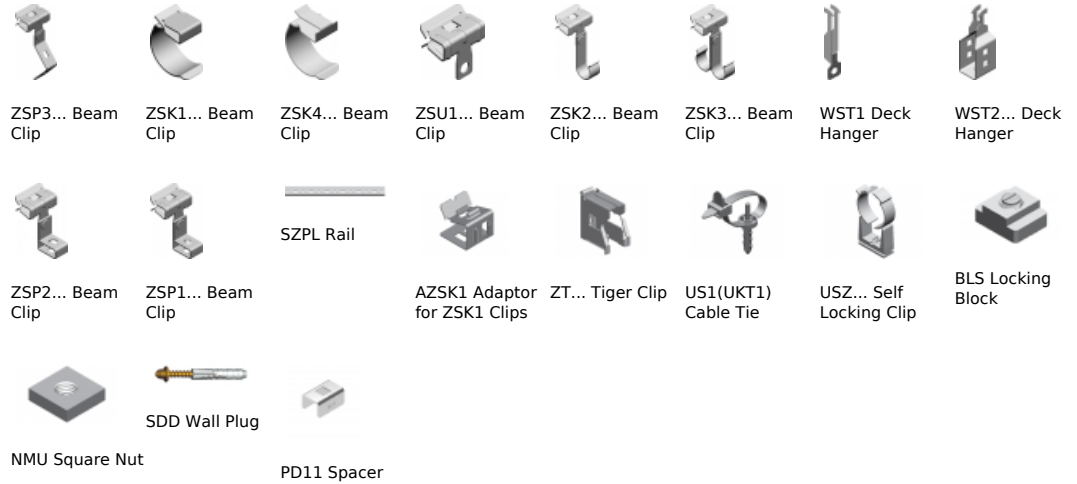 ZSP3... Beam
Clip
ZSK1... Beam
Clip
ZSK4... Beam
Clip
ZSU1... Beam
Clip
ZSK2... Beam
Clip
ZSK3... Beam
Clip
WST1 Deck
Hanger
WST2... Deck
Hanger
ZSP2... Beam
Clip
ZSP1... Beam
Clip
SZPL Rail
AZSK1 Adaptor
for ZSK1 Clips
ZT... Tiger Clip
US1(UKT1)
Cable Tie
USZ... Self
Locking Clip
BLS Locking
Block
NMU Square Nut
SDD Wall Plug
PD11 Spacer